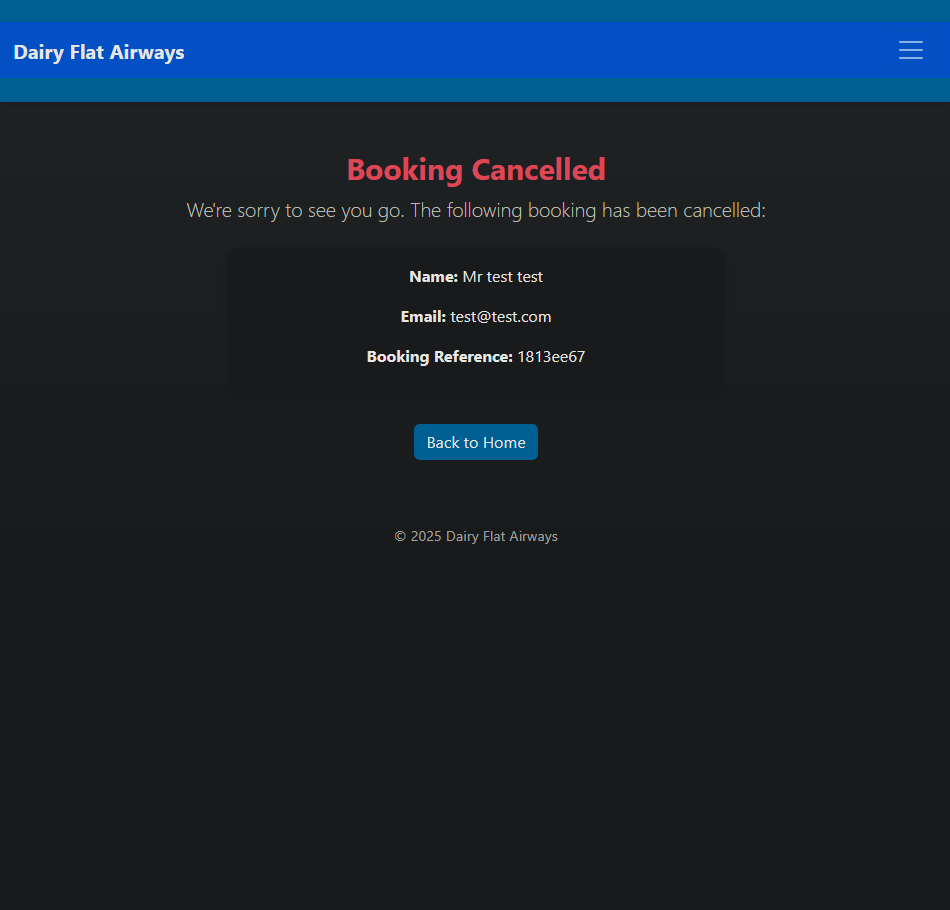 Dairy Flat Airways
Booking Cancelled
We're sorry to see you go. The following booking has been cancelled:
Name: Mr test test
Email: test@test.com
Booking Reference: 1813ee67
Back to Home
© 2025 Dairy Flat Airways